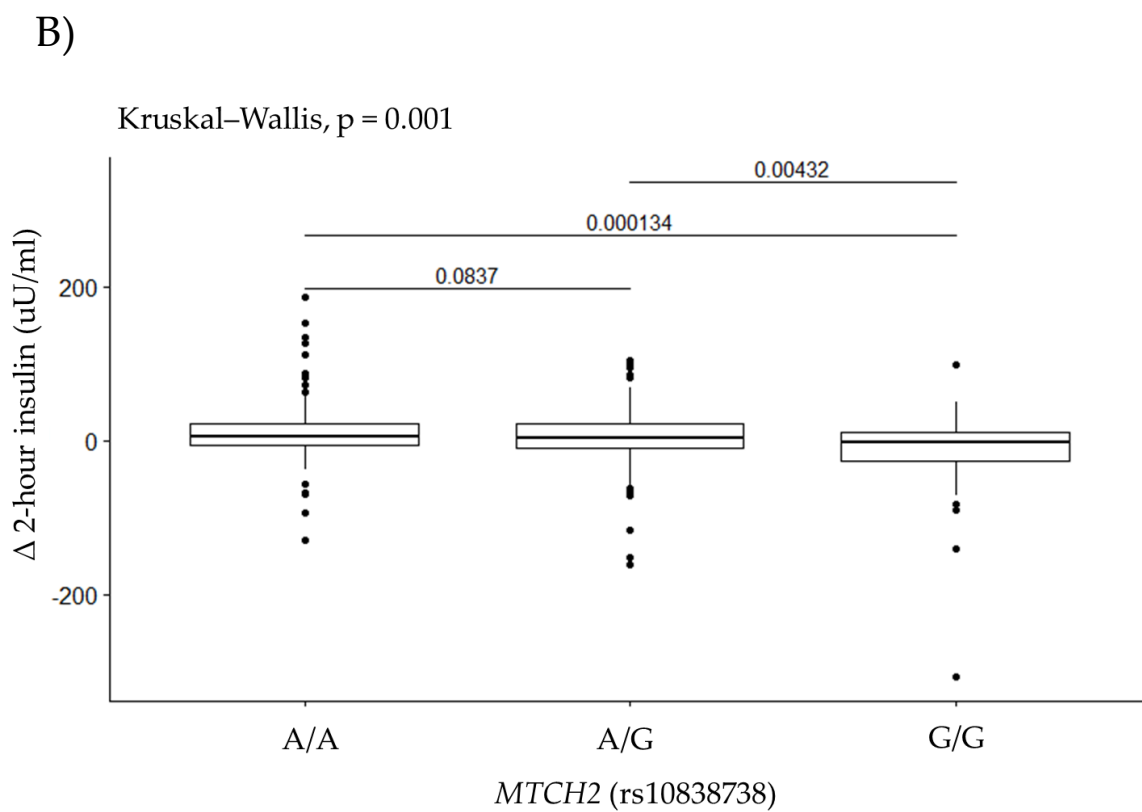 B)
Kruskal–Wallis, p = 0.001
0.00432
0.000134
0.0837
200
0
-200
Δ 2-hour insulin (uU/ml)
A/A A/G G/G
MTCH2 (rs10838738)